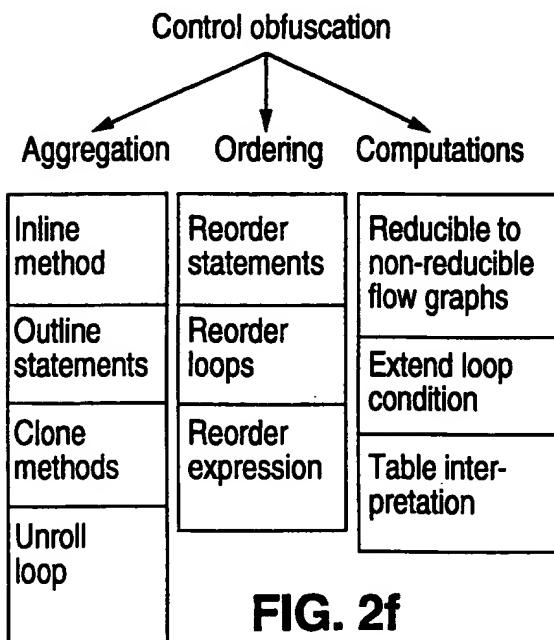 Control obfuscation
Aggregation
Ordering
Computations
Inline
method
Outline
statements
Clone
methods
Unroll
loop
Reorder
statements
Reorder
loops
Reorder
expression
Reducible to
non-reducible
flow graphs
Extend loop
condition
Table inter-
pretation
FIG. 2f